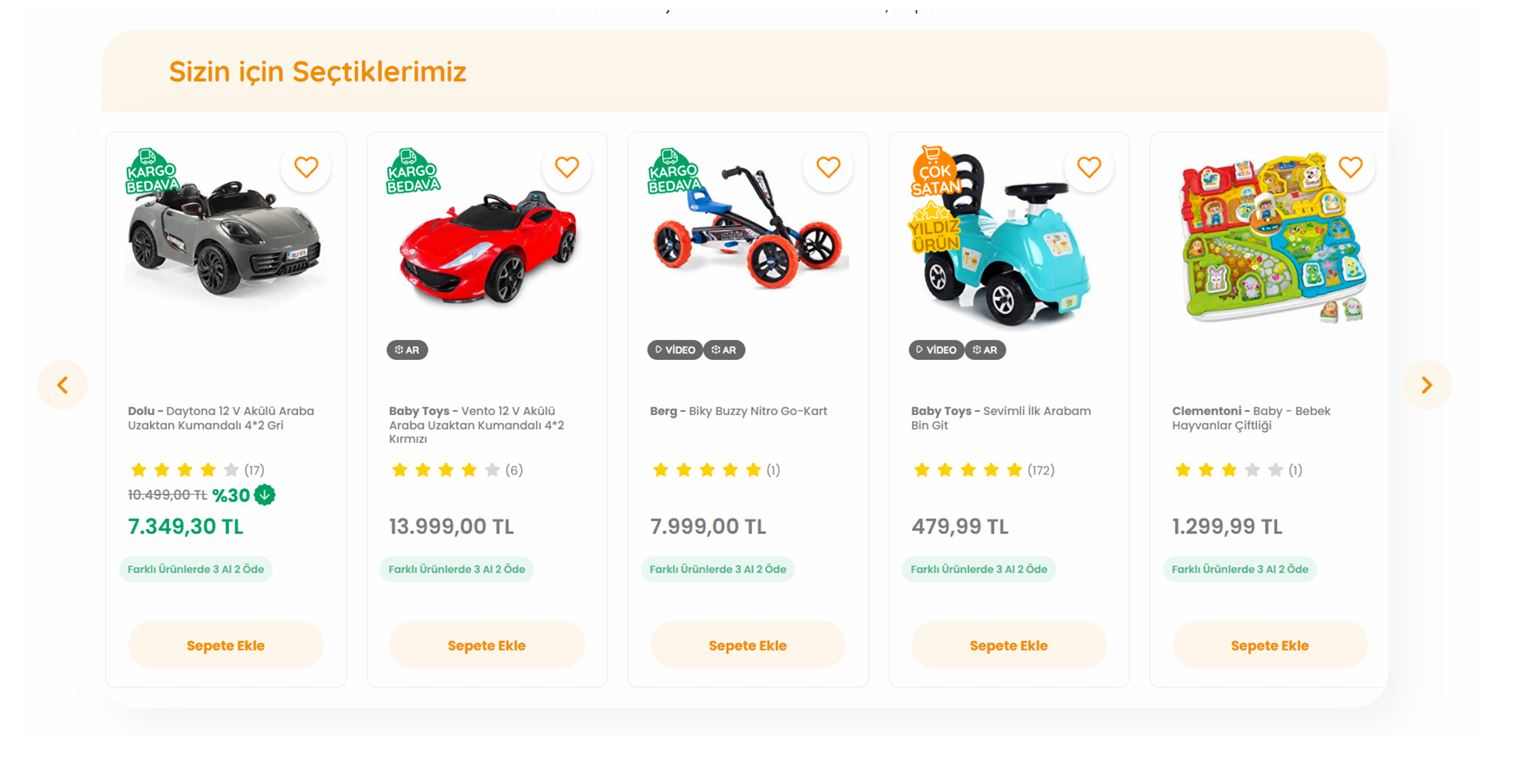 Sizin için Seçtiklerimiz
KARGO
BEDAVA
Dolu - Daytona 12 V Akülü Araba
Uzaktan Kumandalı 4*2 Gri
(17)
10.499,00 TL %30
7.349,30 TL
Farklı Ürünlerde 3 Al 2 Öde
Sepete Ekle
KARGO
BEDAVA
AR
Baby Toys - Vento 12 V Akülü
Araba Uzaktan Kumandalı 4*2
Kırmızı
(6)
13.999,00 TL
Farklı Ürünlerde 3 Al 2 Öde
Sepete Ekle
KARGO
BEDAVA
VİDEO AR
Berg - Biky Buzzy Nitro Go-Kart
(1)
7.999,00 TL
Farklı Ürünlerde 3 Al 2 Öde
Sepete Ekle
ÇOK
SATAN
YILDIZ
ÜRÜN
VİDEO AR
Baby Toys - Sevimli İlk Arabam
Bin Git
(172)
479,99 TL
Farklı Ürünlerde 3 Al 2 Öde
Sepete Ekle
Clementoni - Baby - Bebek
Hayvanlar Çiftliği
(1)
1.299,99 TL
Farklı Ürünlerde 3 Al 2 Öde
Sepete Ekle